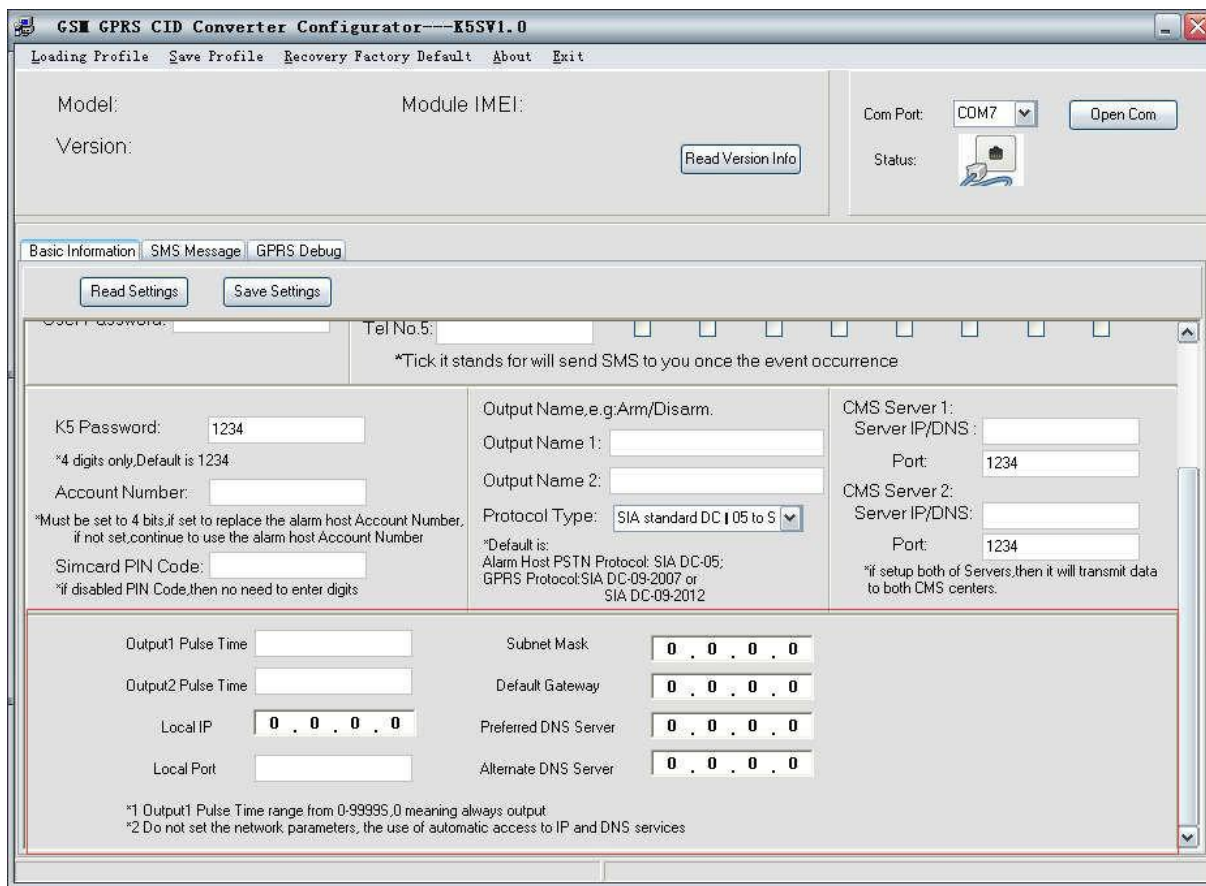 GSM GPRS CID Converter Configurator---K5SV1.0
Loading Profile Save Profile Recovery Factory Default About Exit
Model:
Module IMEI:
Version:
Read Version Info
Com Port:
COM7
Open Com
Status:
Basic Information SMS Message GPRS Debug
Read Settings
Save Settings
User Password:
Tel No.5:
*Tick it stands for will send SMS to you once the event occurrence
K5 Password:
1234
*4 digits only,Default is 1234
Account Number:
*Must be set to 4 bits,if set to replace the alarm host Account Number,
if not set,continue to use the alarm host Account Number
Simcard PIN Code:
*if disabled PIN Code,then no need to enter digits
Output Name,e.g:Arm/Disarm.
Output Name 1:
Output Name 2:
Protocol Type:
SIA standard DC 05 to S
*Default is:
Alarm Host PSTN Protocol: SIA DC-05;
GPRS Protocol:SIA DC-09-2007 or
SIA DC-09-2012
CMS Server 1:
Server IP/DNS :
Port:
1234
CMS Server 2:
Server IP/DNS:
Port:
1234
*if setup both of Servers,then it will transmit data
to both CMS centers.
Output1 Pulse Time
Output2 Pulse Time
Local IP
0 . 0 . 0 . 0
Local Port
Subnet Mask
0 . 0 . 0 . 0
Default Gateway
0 . 0 . 0 . 0
Preferred DNS Server
0 . 0 . 0 . 0
Alternate DNS Server
0 . 0 . 0 . 0
*1 Output1 Pulse Time range from 0-9999S,0 meaning always output
*2 Do not set the network parameters, the use of automatic access to IP and DNS services